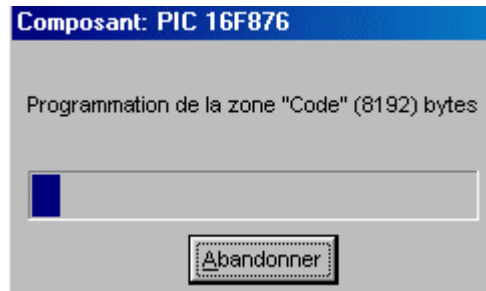 Composant: PIC 16F876
Programmation de la zone "Code" (8192) bytes
Abandonner